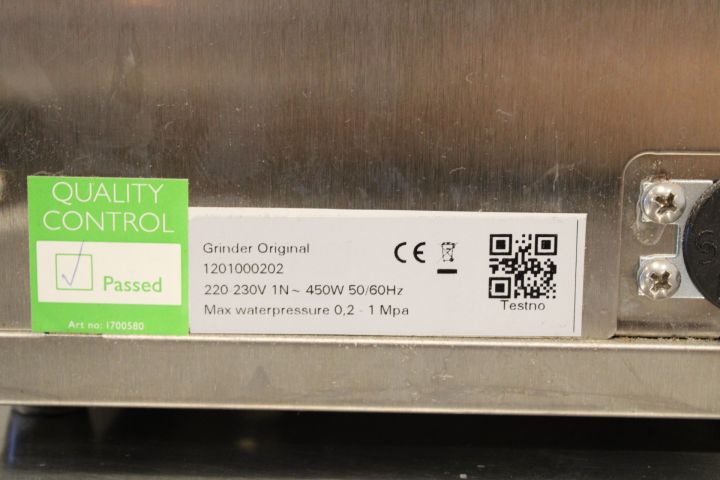 QUALITY
CONTROL
Passed
Art no: 1700580
Grinder Original
1201000202
220 230V 1N~ 450W 50/60Hz
Max waterpressure 0,2 - 1 Mpa
CE
Testno